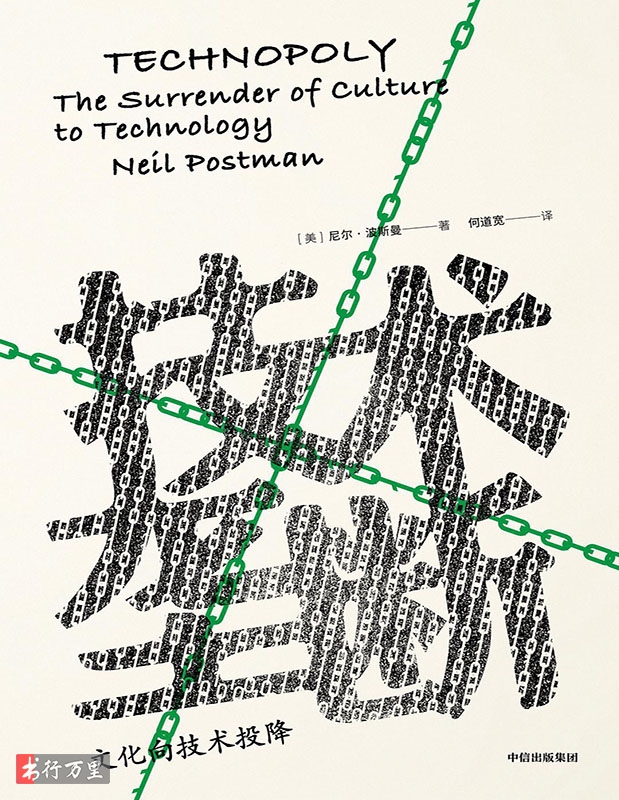 TECHNOPOLY
The Surrender of Culture
to Technology
Neil Postman
[美] 尼尔·波斯曼——著 何道宽——译
技术
垄断
文化向技术投降
书行万里
中信出版集团